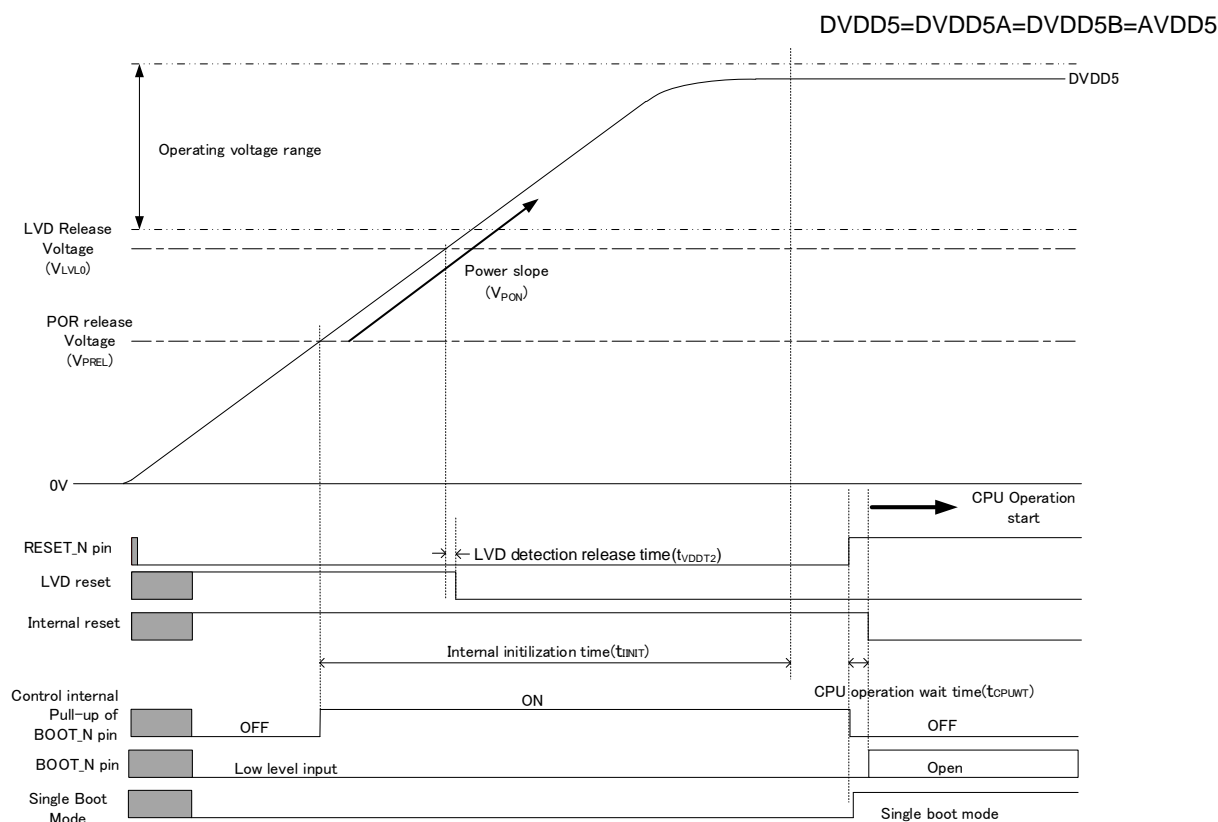 DVDD5=DVDD5A=DVDD5B=AVDD5
DVDD5
Operating voltage range
LVD Release
Voltage
(VLVL0)
Power slope
(VPON)
POR release
Voltage
(VPREL)
0V
CPU Operation
start
RESET_N pin
LVD detection release time(tVDDT2)
LVD reset
Internal reset
Internal initilization time(tIINIT)
Control internal
Pull-up of
BOOT_N pin
OFF
ON
CPU operation wait time(tCPUWT)
OFF
BOOT_N pin
Low level input
Open
Single Boot
Mode
Single boot mode